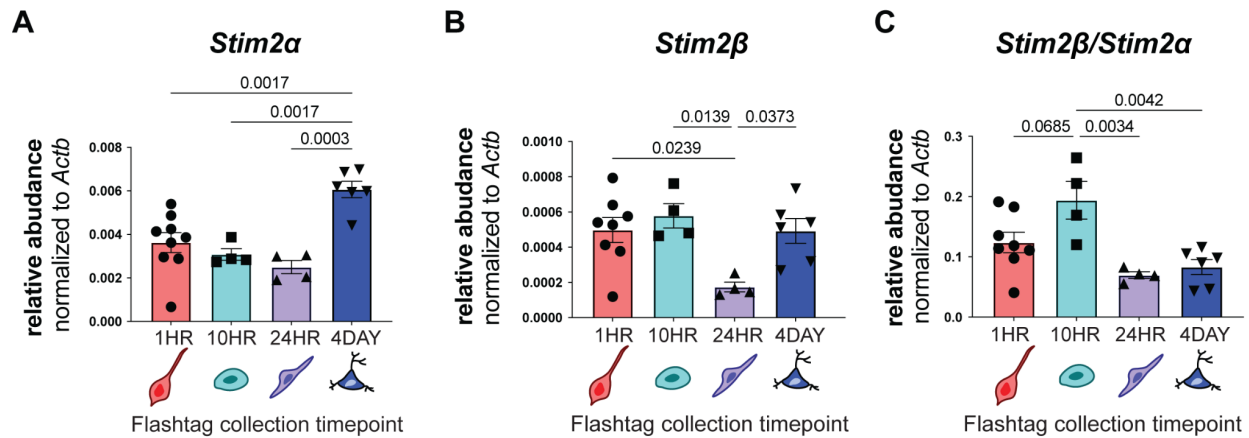 A
Stim2α
0.0017
0.0017
0.0003
relative abudance
normalized to Actb
0.008
0.006
0.004
0.002
0.000
1HR 10HR 24HR 4DAY
Flashtag collection timepoint
B
Stim2β
0.0139 0.0373
0.0239
relative abudance
normalized to Actb
0.0010
0.0008
0.0006
0.0004
0.0002
0.0000
1HR 10HR 24HR 4DAY
Flashtag collection timepoint
C
Stim2β/Stim2α
0.0042
0.0685 0.0034
relative abudance
normalized to Actb
0.3
0.2
0.1
0.0
1HR 10HR 24HR 4DAY
Flashtag collection timepoint